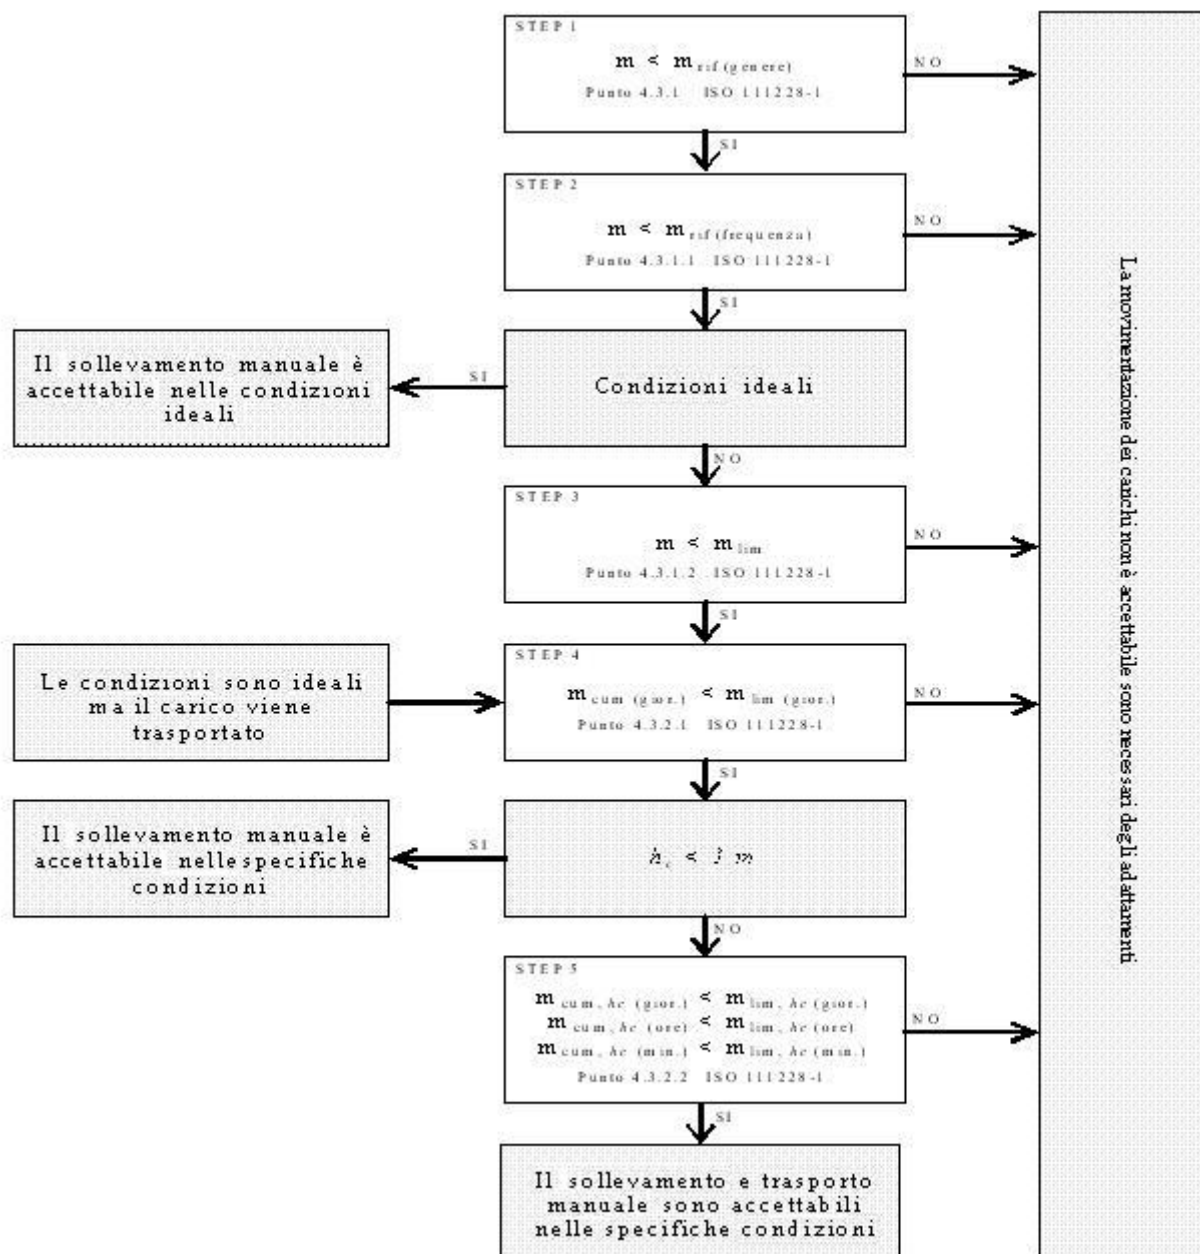 STEP 1
m < m rif (genere)
Punto 4.3.1 ISO 111228-1
NO
SI
STEP 2
m < m rif (frequenza)
Punto 4.3.1.1 ISO 111228-1
NO
SI
Il sollevamento manuale è
accettabile nelle condizioni
ideali
SI
Condizioni ideali
NO
STEP 3
m < m lim
Punto 4.3.1.2 ISO 111228-1
NO
SI
Le condizioni sono ideali
ma il carico viene
trasportato
STEP 4
m cum (gior.) < m lim (gior.)
Punto 4.3.2.1 ISO 111228-1
NO
SI
Il sollevamento manuale è
accettabile nelle specifiche
condizioni
SI
h c < 1 m
NO
STEP 5
m cum, hc (gior.) < m lim, hc (gior.)
m cum, hc (ore) < m lim, hc (ore)
m cum, hc (min.) < m lim, hc (min.)
Punto 4.3.2.2 ISO 111228-1
NO
SI
Il sollevamento e trasporto
manuale sono accettabili
nelle specifiche condizioni
La movimentazione dei carichi non è accettabile sono necessari degli adattamenti